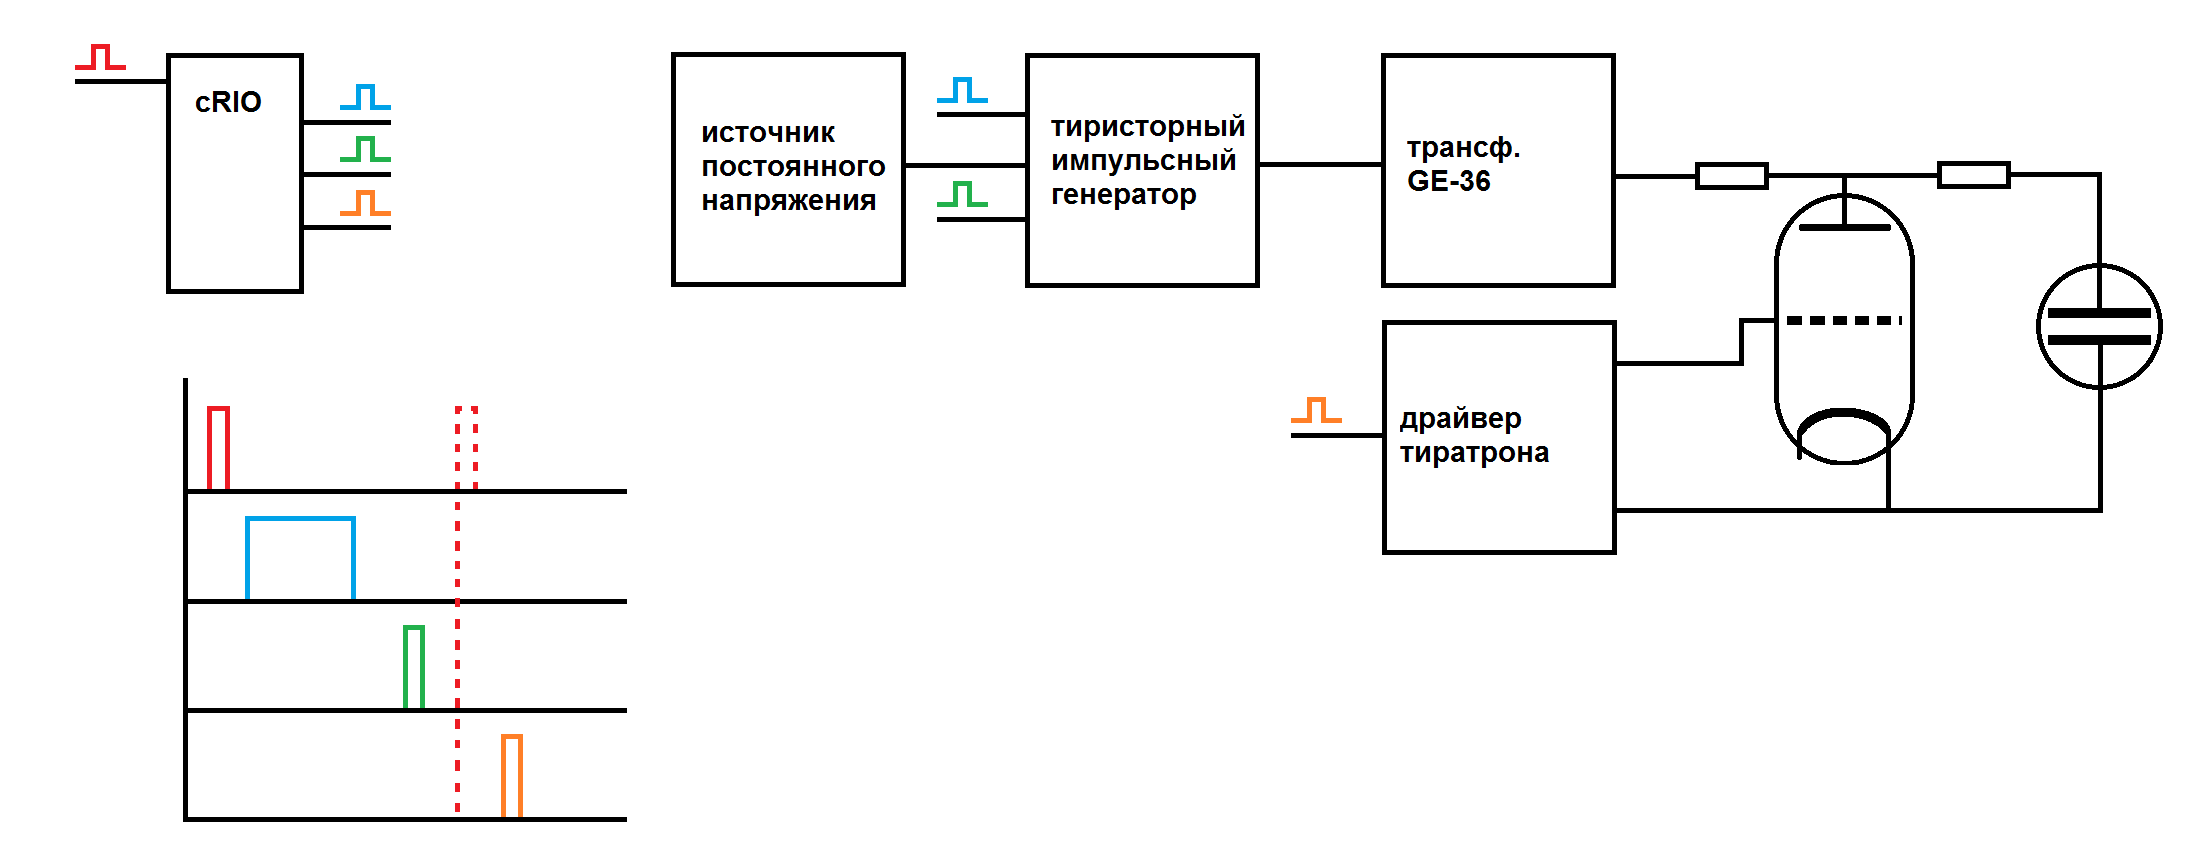 cRIO
источник
постоянного
напряжения
тиристорный
импульсный
генератор
трансф.
GE-36
драйвер
тиратрона